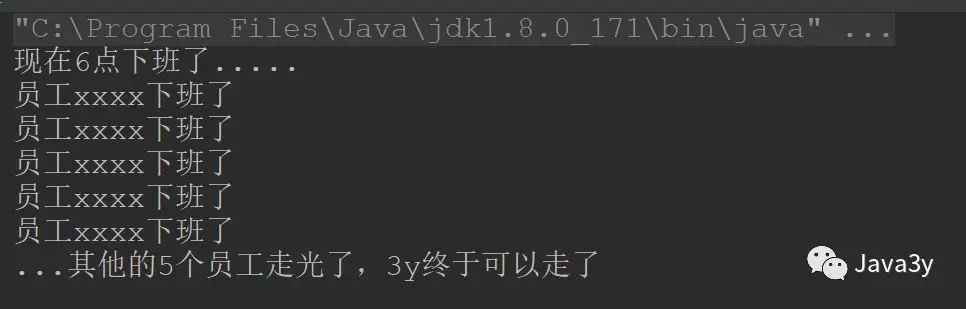 "C:\Program Files\Java\jdk1.8.0_171\bin\java" ...
现在6点下班了.....
员工xxxx下班了
员工xxxx下班了
员工xxxx下班了
员工xxxx下班了
员工xxxx下班了
...其他的5个员工走光了，3y终于可以走了
Java3y